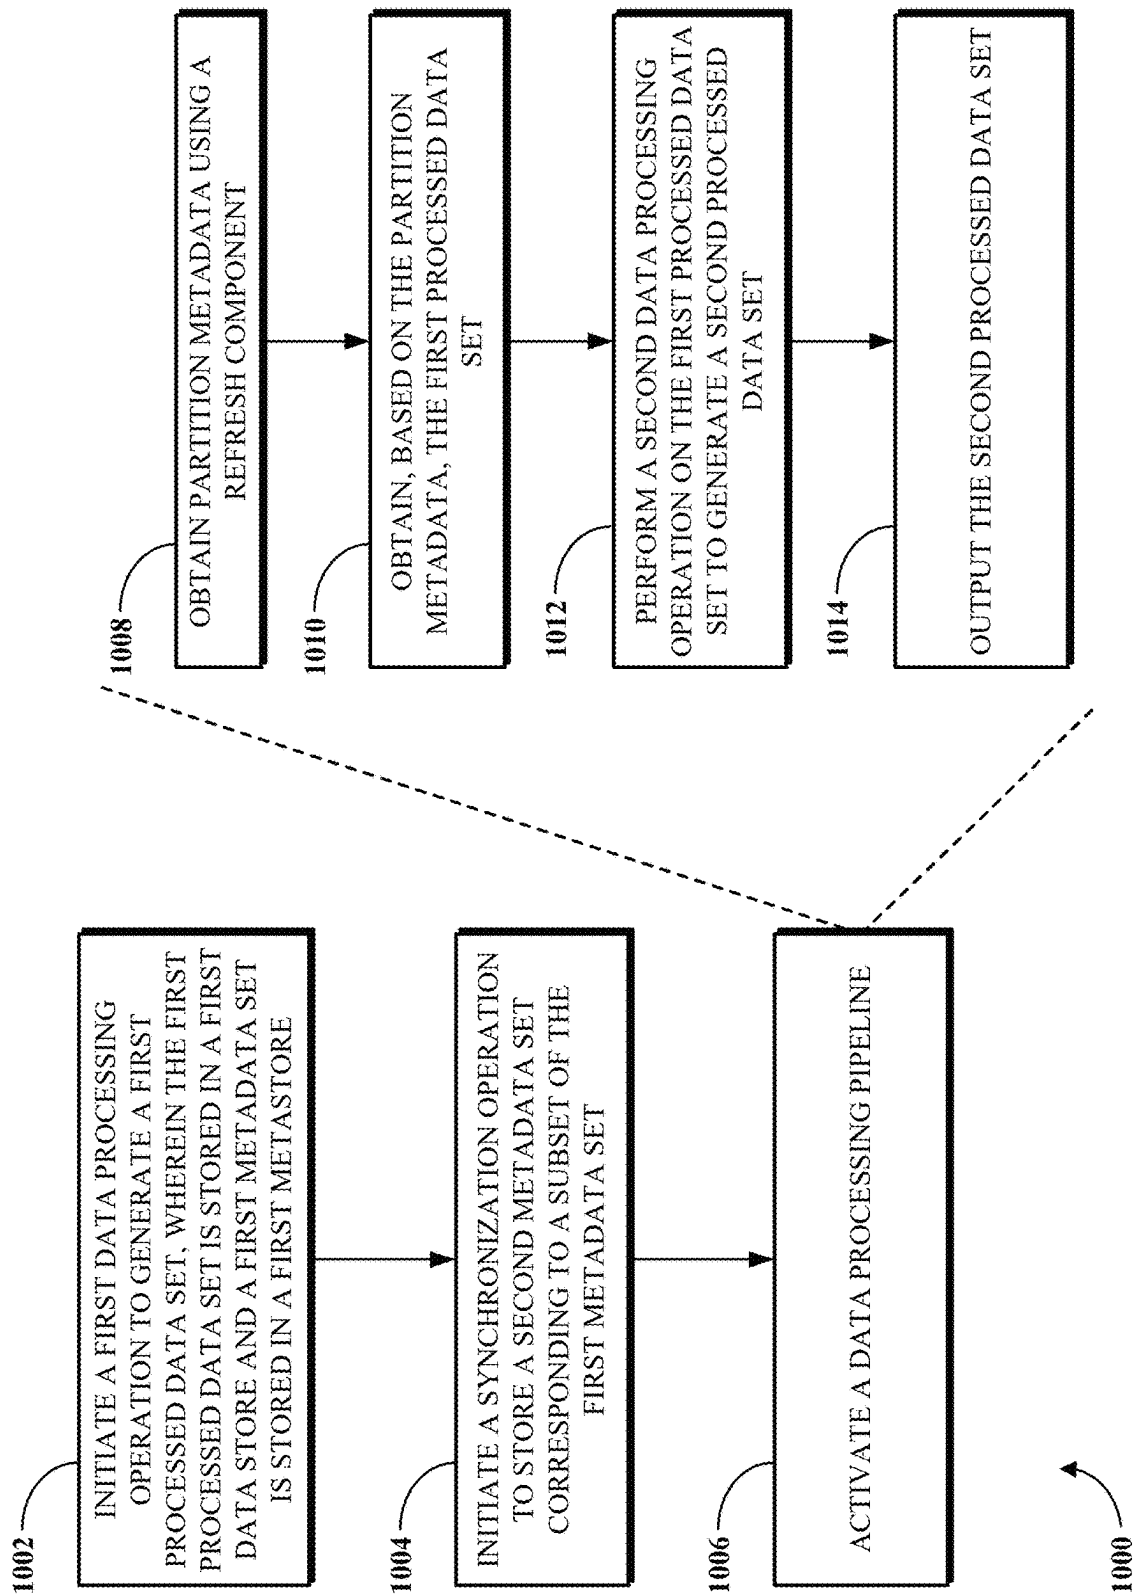 1002
INITIATE A FIRST DATA PROCESSING
OPERATION TO GENERATE A FIRST
PROCESSED DATA SET, WHEREIN THE FIRST
PROCESSED DATA SET IS STORED IN A FIRST
DATA STORE AND A FIRST METADATA SET
IS STORED IN A FIRST METASTORE
1004
INITIATE A SYNCHRONIZATION OPERATION
TO STORE A SECOND METADATA SET
CORRESPONDING TO A SUBSET OF THE
FIRST METADATA SET
1006
ACTIVATE A DATA PROCESSING PIPELINE
1000
1008
OBTAIN PARTITION METADATA USING A
REFRESH COMPONENT
1010
OBTAIN, BASED ON THE PARTITION
METADATA, THE FIRST PROCESSED DATA
SET
1012
PERFORM A SECOND DATA PROCESSING
OPERATION ON THE FIRST PROCESSED DATA
SET TO GENERATE A SECOND PROCESSED
DATA SET
1014
OUTPUT THE SECOND PROCESSED DATA SET